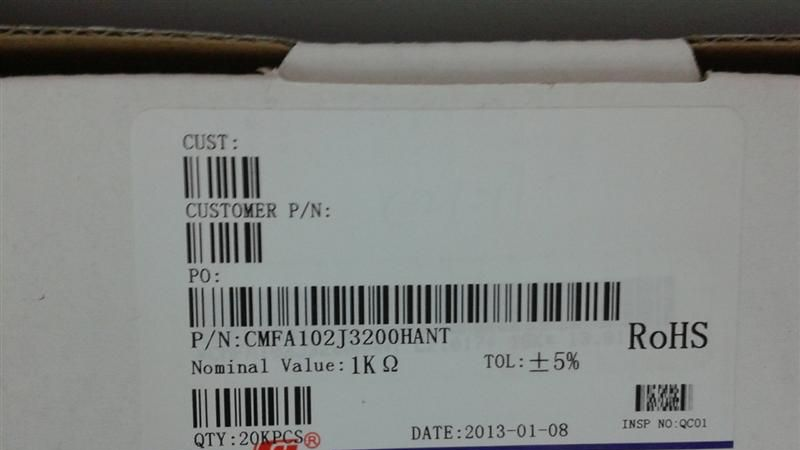 CUST:
CUSTOMER P/N:
PO:
P/N:CMFA102J3200HANT
RoHS
Nominal Value:1KΩ TOL:±5%
INSP NO:QC01
QTY:20KPCS ® DATE:2013-01-08